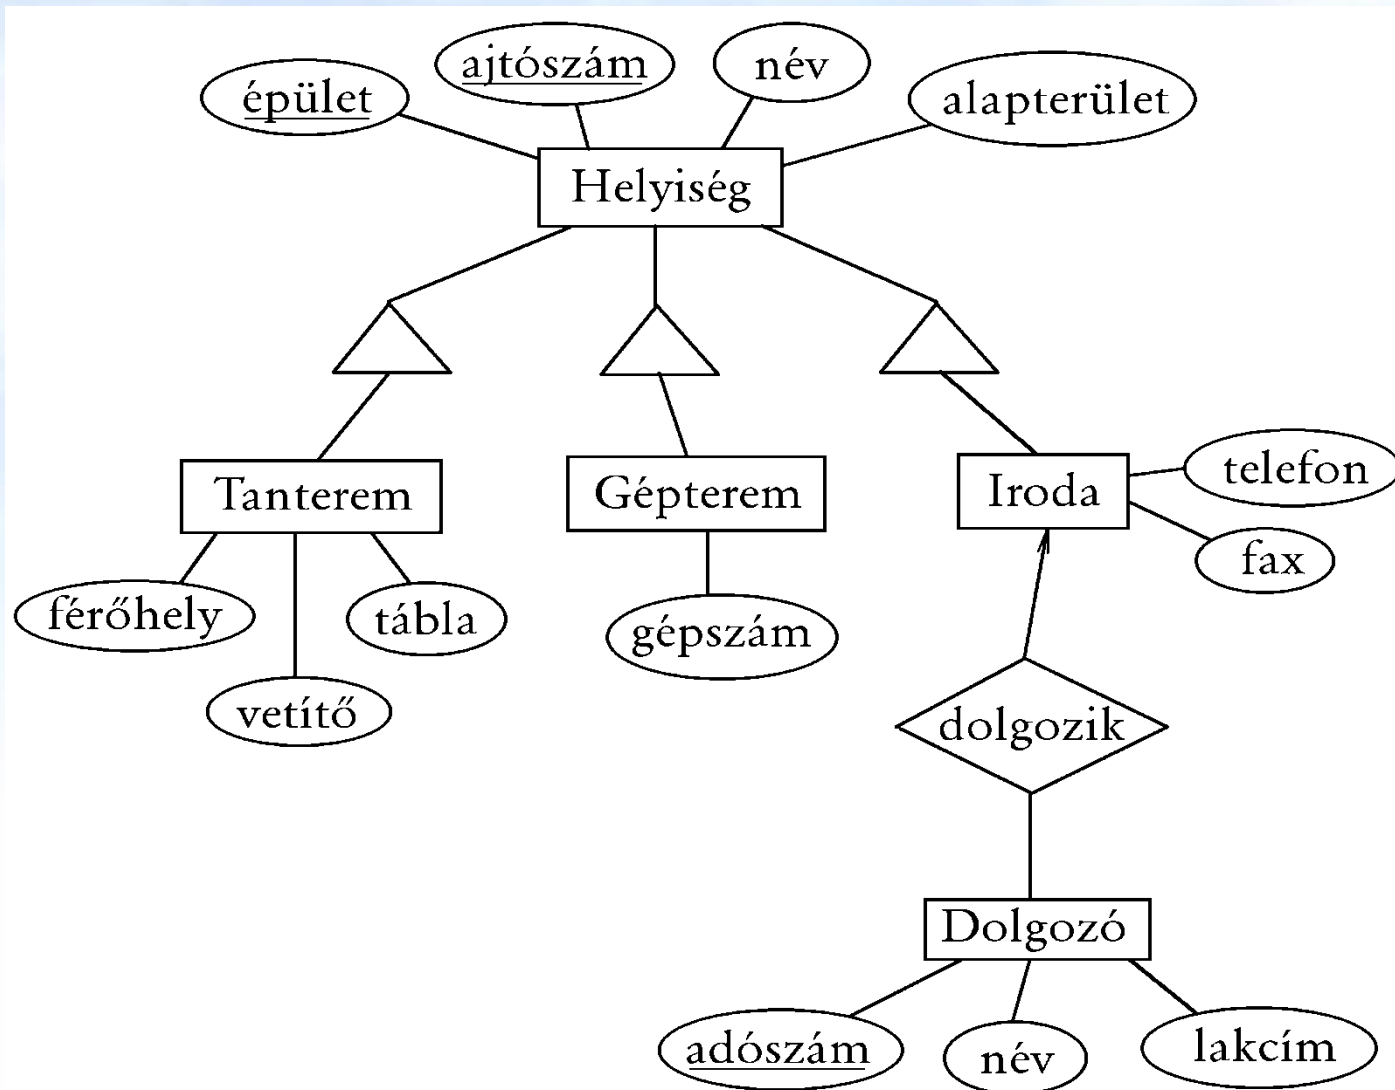 épület
ajtószám
név
alapterület
Helyiség
Tanterem
Gépterem
Iroda
telefon
fax
férőhely
vetítő
tábla
gépszám
dolgozik
Dolgozó
adószám
név
lakcím